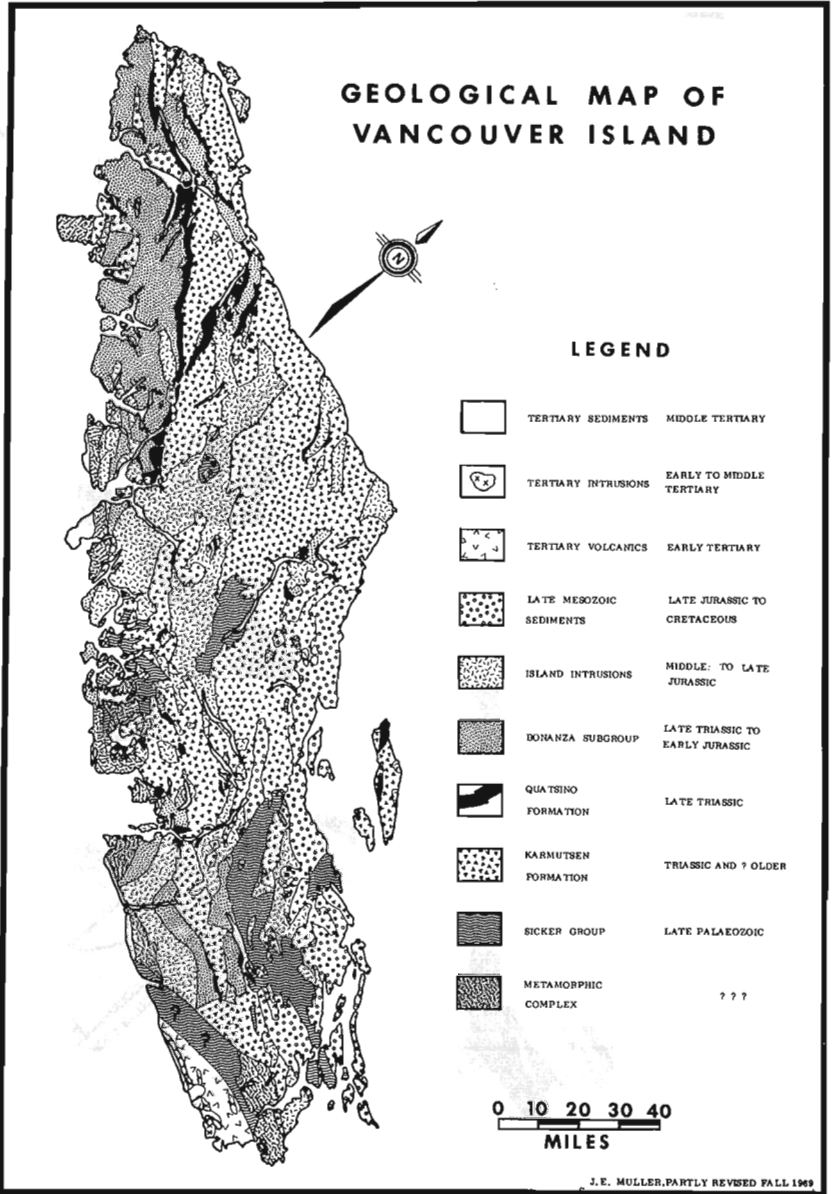 GEOLOGICAL MAP OF
VANCOUVER ISLAND
N
LEGEND
TERTIARY SEDIMENTS MIDDLE TERTIARY
TERTIARY INTRUSIONS EARLY TO MIDDLE
TERTIARY
TERTIARY VOLCANICS EARLY TERTIARY
LATE MESOZOIC LATE JURASSIC TO
SEDIMENTS CRETACEOUS
ISLAND INTRUSIONS MIDDLE: TO LATE
JURASSIC
BONANZA SUBGROUP LATE TRIASSIC TO
EARLY JURASSIC
QUATSINO
FORMATION LATE TRIASSIC
KARMUTSEN
FORMATION TRIASSIC AND ? OLDER
SICKER GROUP LATE PALAEOZOIC
METAMORPHIC
COMPLEX ? ? ?
? ?
0 10 20 30 40
MILES
J.E. MULLER, PARTLY REVISED FALL 1969